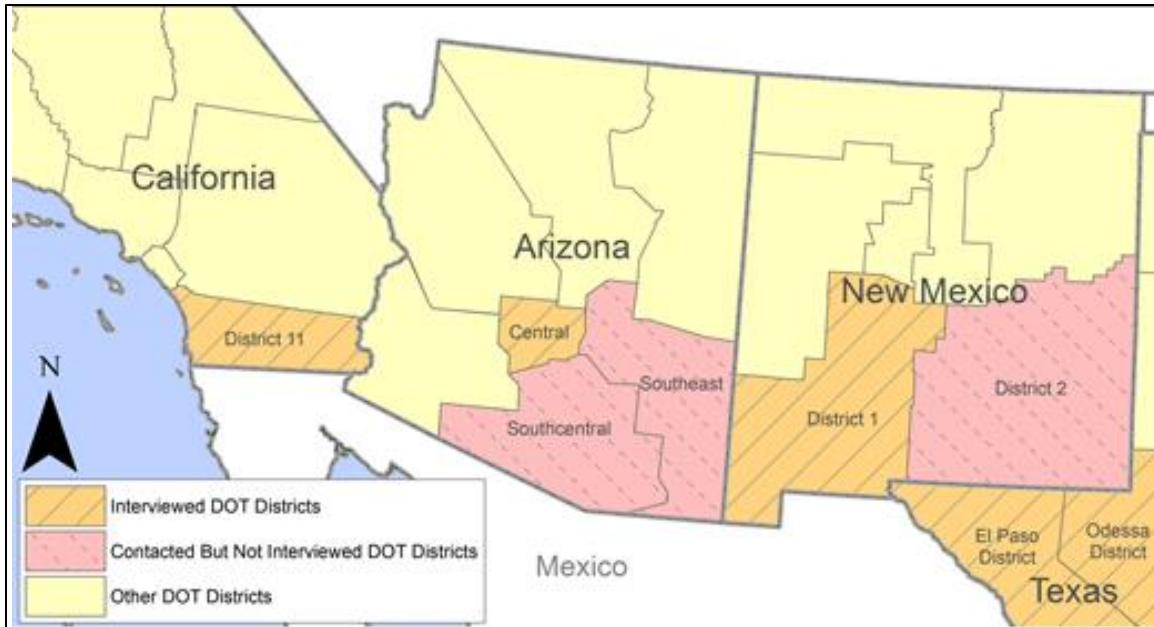 California
Arizona
New Mexico
District 11
Central
Southeast
Southcentral
District 1
District 2
N
Interviewed DOT Districts
Contacted But Not Interviewed DOT Districts
Other DOT Districts
Mexico
El Paso
District
Odessa
District
Texas